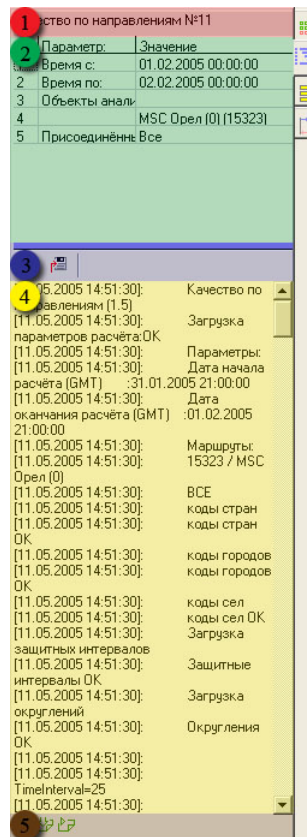 1 ество по направлениям №11
2 Параметр: Значение
Время с: 01.02.2005 00:00:00
2 Время по: 02.02.2005 00:00:00
3 Объекты анали
4 MSC Орел (0) (15323)
5 Присоединённь Все
3
4
[11.05.2005 14:51:30]: Качество по
правлениям (1.5)
[11.05.2005 14:51:30]: Загрузка
параметров расчёта:OK
[11.05.2005 14:51:30]: Параметры:
[11.05.2005 14:51:30]: Дата начала
расчёта (GMT) :31.01.2005 21:00:00
[11.05.2005 14:51:30]: Дата
оканчания расчёта (GMT) :01.02.2005
21:00:00
[11.05.2005 14:51:30]: Маршруты:
[11.05.2005 14:51:30]: 15323 / MSC
Орел (0)
[11.05.2005 14:51:30]: ВСЕ
[11.05.2005 14:51:30]: коды стран
[11.05.2005 14:51:30]: коды стран
OK
[11.05.2005 14:51:30]: коды городов
[11.05.2005 14:51:30]: коды городов
OK
[11.05.2005 14:51:30]: коды сел
[11.05.2005 14:51:30]: коды сел OK
[11.05.2005 14:51:30]: Загрузка
защитных интервалов
[11.05.2005 14:51:30]: Защитные
интервалы OK
[11.05.2005 14:51:30]: Загрузка
округлений
[11.05.2005 14:51:30]: Округления
OK
[11.05.2005 14:51:30]:
[11.05.2005 14:51:30]:
TimeInterval=25
[11.05.2005 14:51:30]:
5